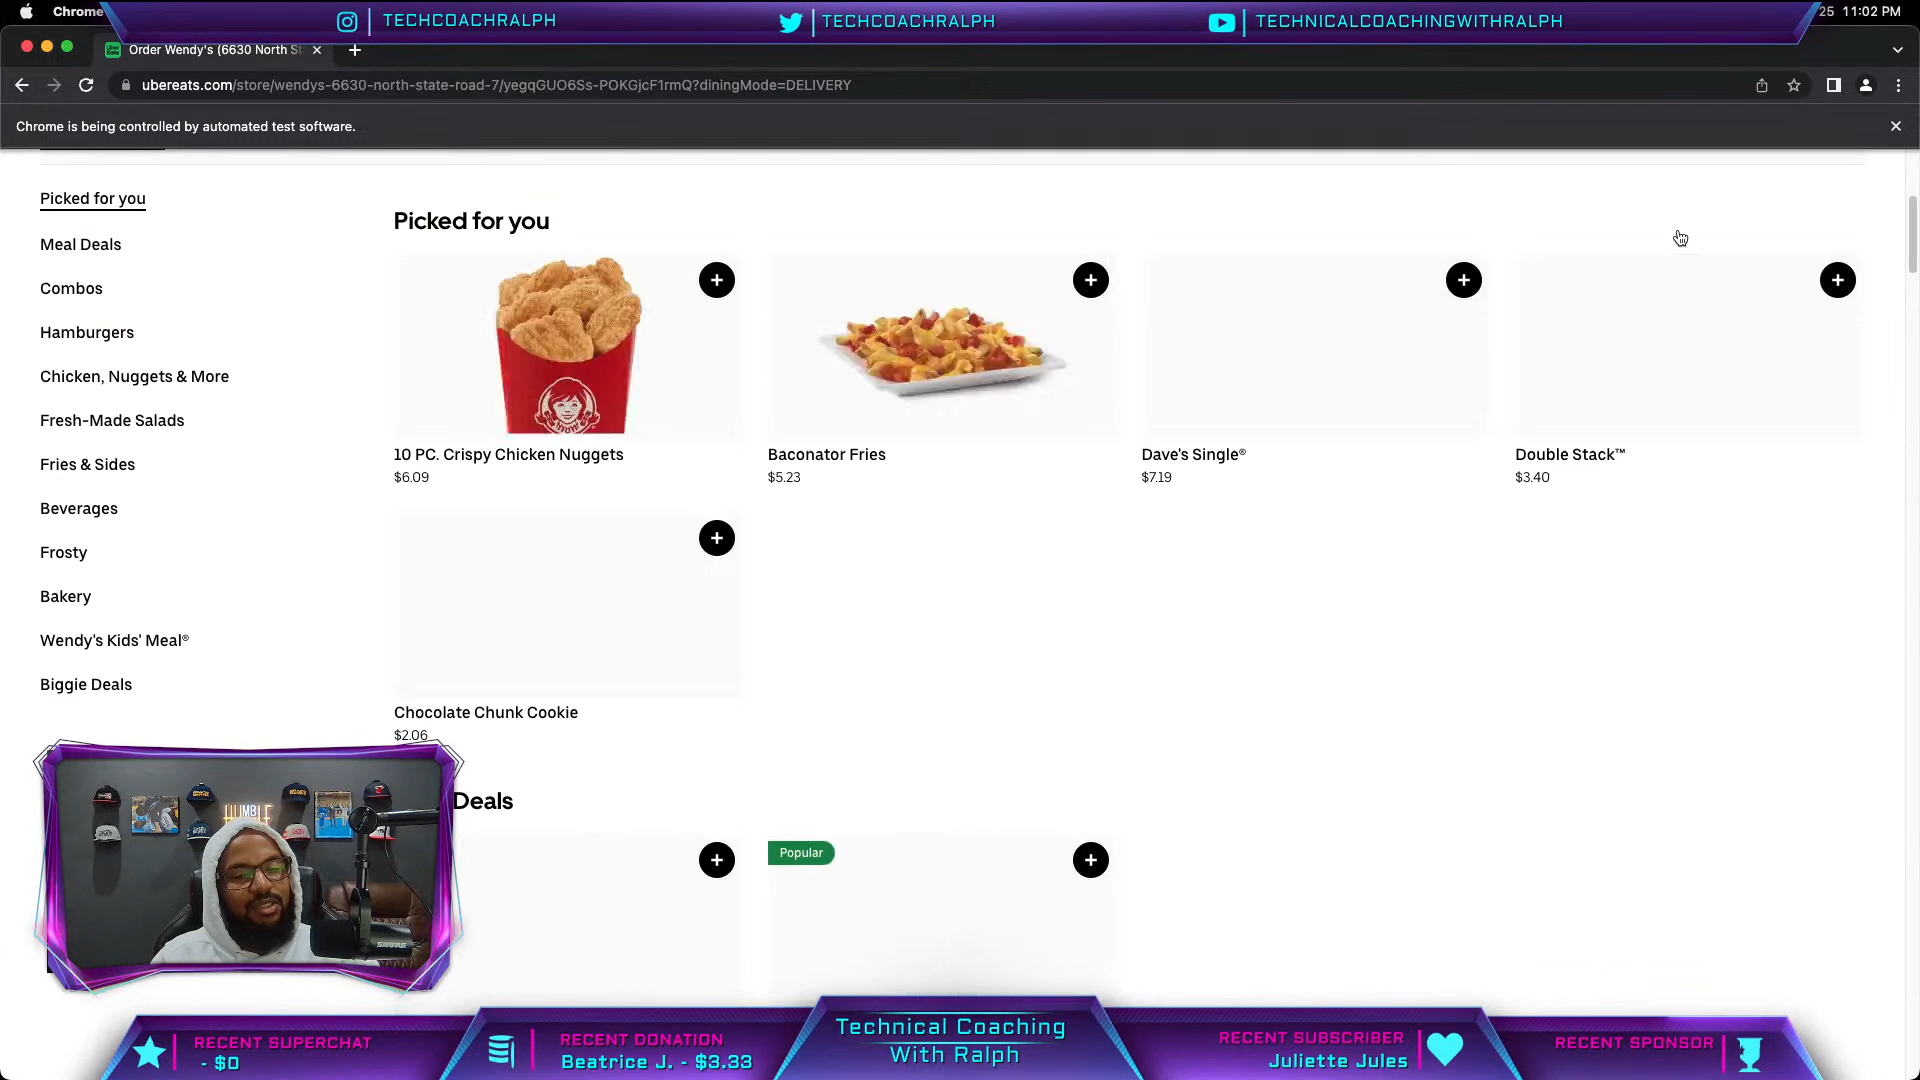 Chrome
TECHCOACHRALPH
TECHCOACHRALPH
TECHNICALCOACHINGWITHRALPH
25 11:02 PM
Order Wendy's (6630 North St
ubereats.com/store/wendys-6630-north-state-road-7/yegqGUO6Ss-POKGjcF1rmQ?diningMode=DELIVERY
Chrome is being controlled by automated test software.
Picked for you
Meal Deals
Combos
Hamburgers
Chicken, Nuggets & More
Fresh-Made Salads
Fries & Sides
Beverages
Frosty
Bakery
Wendy's Kids' Meal®
Biggie Deals
Picked for you
10 PC. Crispy Chicken Nuggets
$6.09
Baconator Fries
$5.23
Dave's Single®
$7.19
Double Stack™
$3.40
Chocolate Chunk Cookie
$2.06
Deals
Popular
HUMBLE
SHURE
RECENT SUPERCHAT
- $0
RECENT DONATION
Beatrice J. - $3.33
Technical Coaching
With Ralph
RECENT SUBSCRIBER
Juliette Jules
RECENT SPONSOR